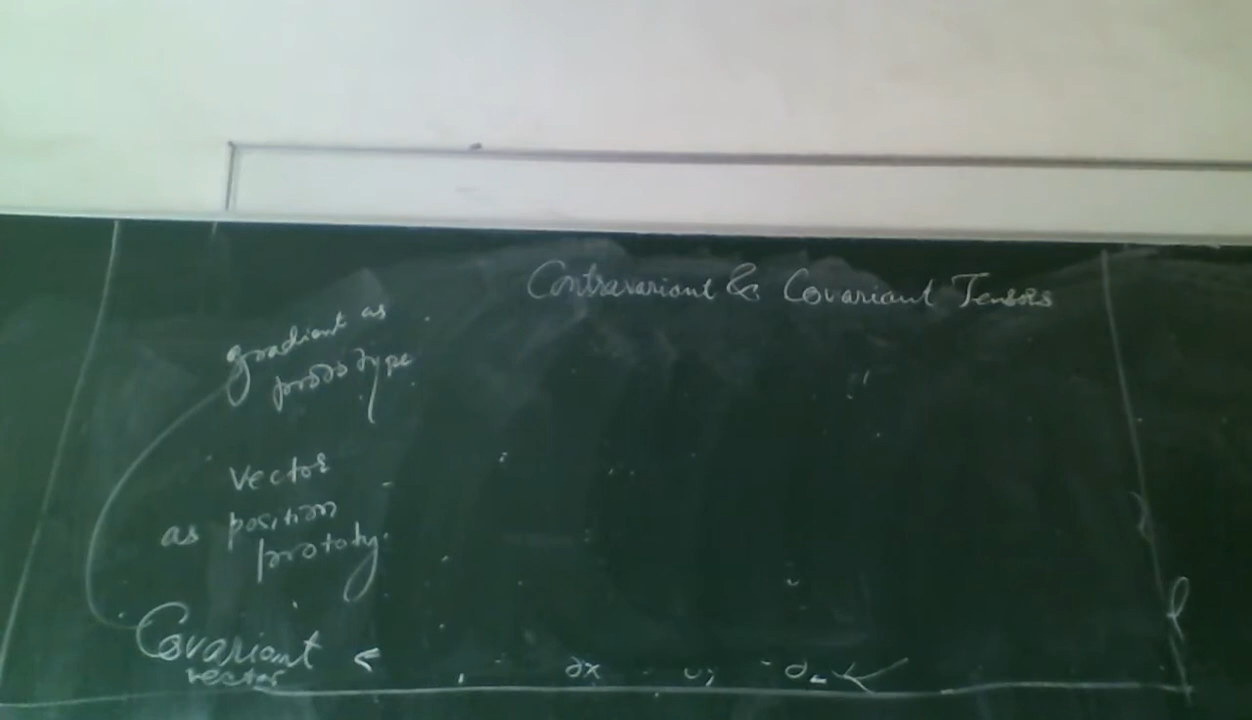 Contravariant & Covariant Tensors
gradient as
prototype
vector
as position
prototy.
Covariant <
vector
∂x